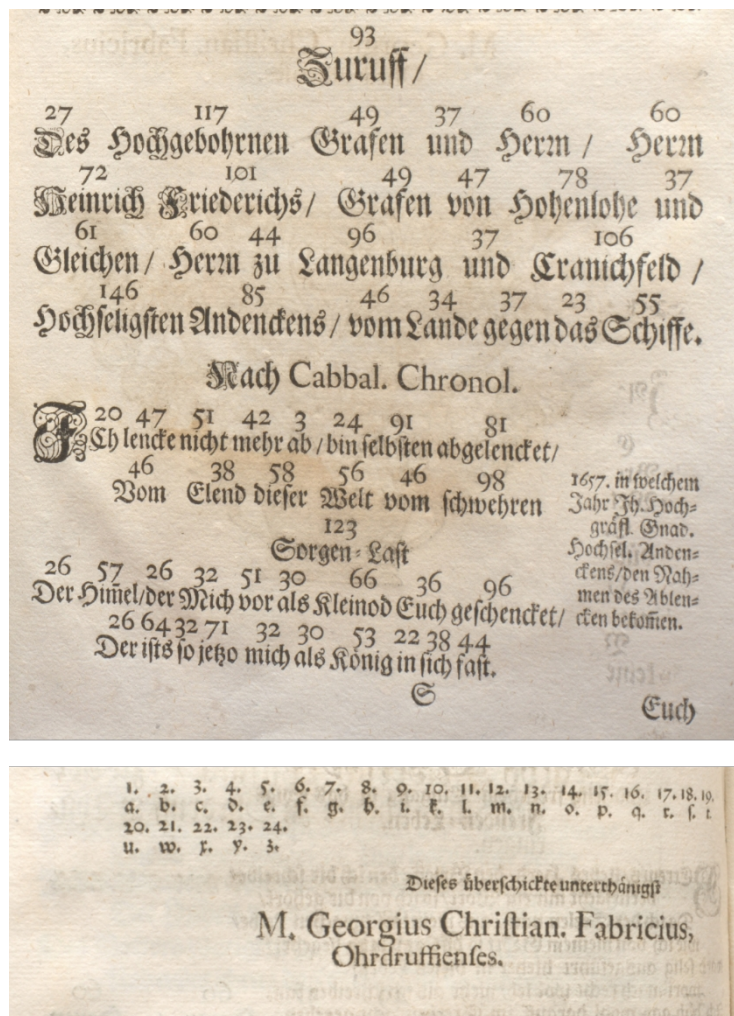 93
Zuruff /
27 117 49 37 60 60
Des Hochgebohrnen Grafen und Herrn / Herrn
72 101 49 47 78 37
Heinrich Friederichs / Grafen von Hohenlohe und
61 60 44 96 37 106
Gleichen / Herrn zu Langenburg und Cranichfeld /
146 85 46 34 37 23 55
Hochseligsten Andenckens / vom Lande gegen das Schiffe.
Nach Cabbal. Chronol.
20 47 51 42 3 24 91 81
ICh lencke nicht mehr ab / bin selbsten abgelencket /
46 38 58 56 46 98
Vom Elend dieser Welt vom schwehren
123
Sorgen-Last
1657. in welchem
Jahr Ih. Hoch-
gräfl. Gnad.
Hochsel. Anden-
ckens / den Nah-
men des Ablen-
cken bekom̃en.
26 57 26 32 51 30 66 36 96
Der Him̃el / der Mich vor als Kleinod Euch geschencket /
26 64 32 71 32 30 53 22 38 44
Der ists so jetzo mich als König in sich fast.
S
Euch
1. 2. 3. 4. 5. 6. 7. 8. 9. 10. 11. 12. 13. 14. 15. 16. 17. 18. 19.
a. b. c. d. e. f. g. h. i. k. l. m. n. o. p. q. r. s. t.
20. 21. 22. 23. 24.
u. w. x. y. z.
Dieses überschickte unterthänigst
M. Georgius Christian. Fabricius,
Ohrdruffienses.